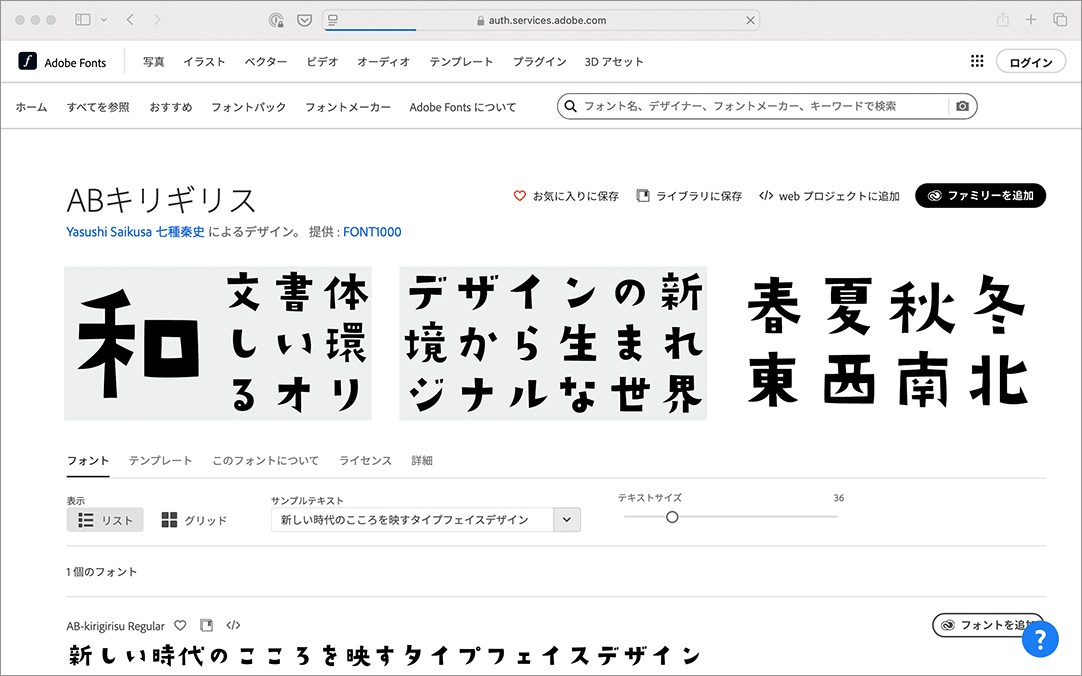 auth.services.adobe.com
Adobe Fonts 写真 イラスト ベクター ビデオ オーディオ テンプレート プラグイン 3D アセット ログイン
ホーム すべてを参照 おすすめ フォントパック フォントメーカー Adobe Fonts について フォント名、デザイナー、フォントメーカー、キーワードで検索
ABキリギリス
お気に入りに保存 ライブラリに保存 </> web プロジェクトに追加 ファミリーを追加
Yasushi Saikusa 七種泰史 によるデザイン。 提供 : FONT1000
和
文書体
しい環
るオリ
デザインの新
境から生まれ
ジナルな世界
春夏秋冬
東西南北
フォント テンプレート このフォントについて ライセンス 詳細
表示
リスト グリッド
サンプルテキスト
新しい時代のこころを映すタイプフェイスデザイン
テキストサイズ 36
1 個のフォント
AB-kirigirisu Regular </>
フォントを追加
?
新しい時代のこころを映すタイプフェイスデザイン